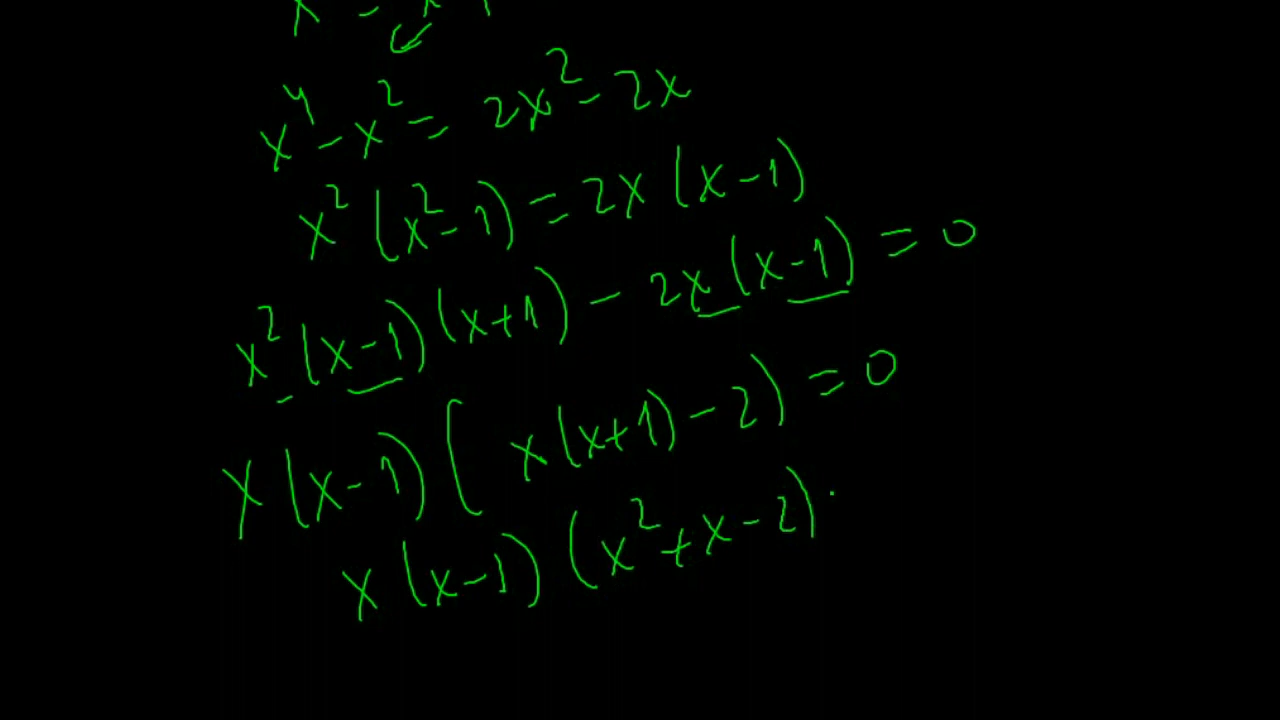 x⁴ - x² = 2x² - 2x
x² (x² - 1) = 2x (x - 1)
x² (x - 1) (x + 1) - 2x (x - 1) = 0
x (x - 1) ( x (x + 1) - 2 ) = 0
x (x - 1) (x² + x - 2)